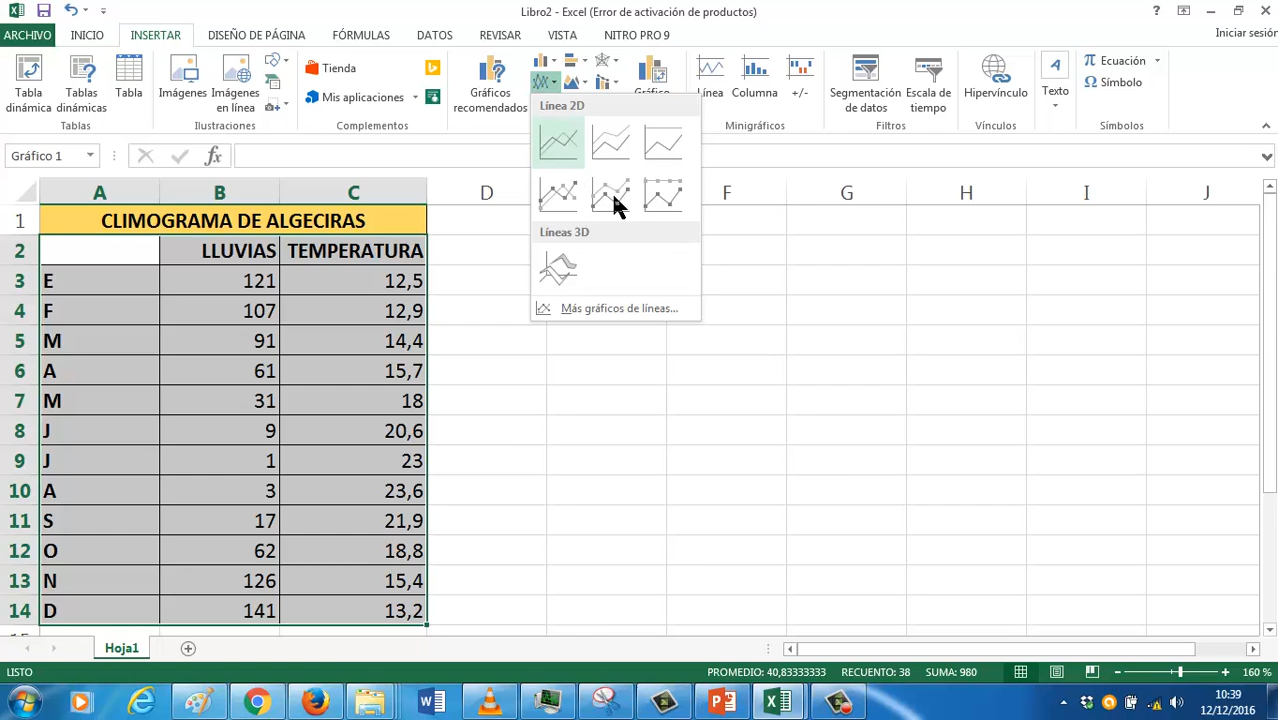 Libro2 - Excel (Error de activación de productos)
ARCHIVO INICIO INSERTAR DISEÑO DE PÁGINA FÓRMULAS DATOS REVISAR VISTA NITRO PRO 9 Iniciar sesión
Tabla dinámica
Tablas dinámicas
Tabla
Tablas
Imágenes
Imágenes en línea
Ilustraciones
Tienda
Mis aplicaciones
Complementos
Gráficos recomendados
Gráfico
Línea
Columna
+/-
Minigráficos
Segmentación de datos
Escala de tiempo
Filtros
Hipervínculo
Vínculos
Texto
Ecuación
Símbolo
Símbolos
Línea 2D
Líneas 3D
Más gráficos de líneas...
Gráfico 1
fx
A B C D E F G H I J
1 CLIMOGRAMA DE ALGECIRAS
2 LLUVIAS TEMPERATURA
3 E 121 12,5
4 F 107 12,9
5 M 91 14,4
6 A 61 15,7
7 M 31 18
8 J 9 20,6
9 J 1 23
10 A 3 23,6
11 S 17 21,9
12 O 62 18,8
13 N 126 15,4
14 D 141 13,2
Hoja1
LISTO PROMEDIO: 40,83333333 RECUENTO: 38 SUMA: 980 160 %
10:39
12/12/2016